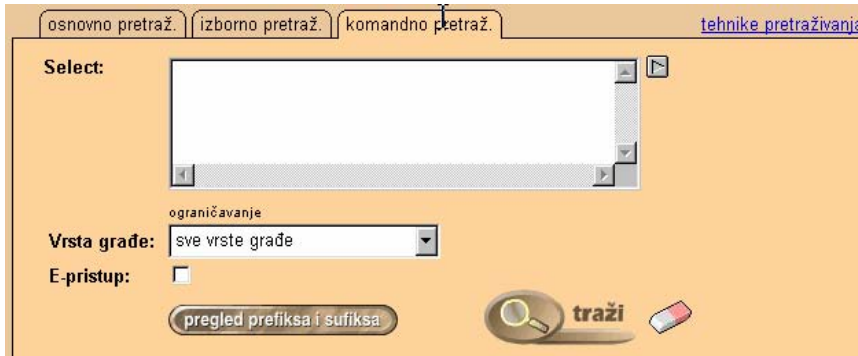 osnovno pretraž. izborno pretraž. komandno pretraž. tehnike pretraživanja
Select:
ograničavanje
Vrsta građe: sve vrste građe
E-pristup:
pregled prefiksa i sufiksa traži